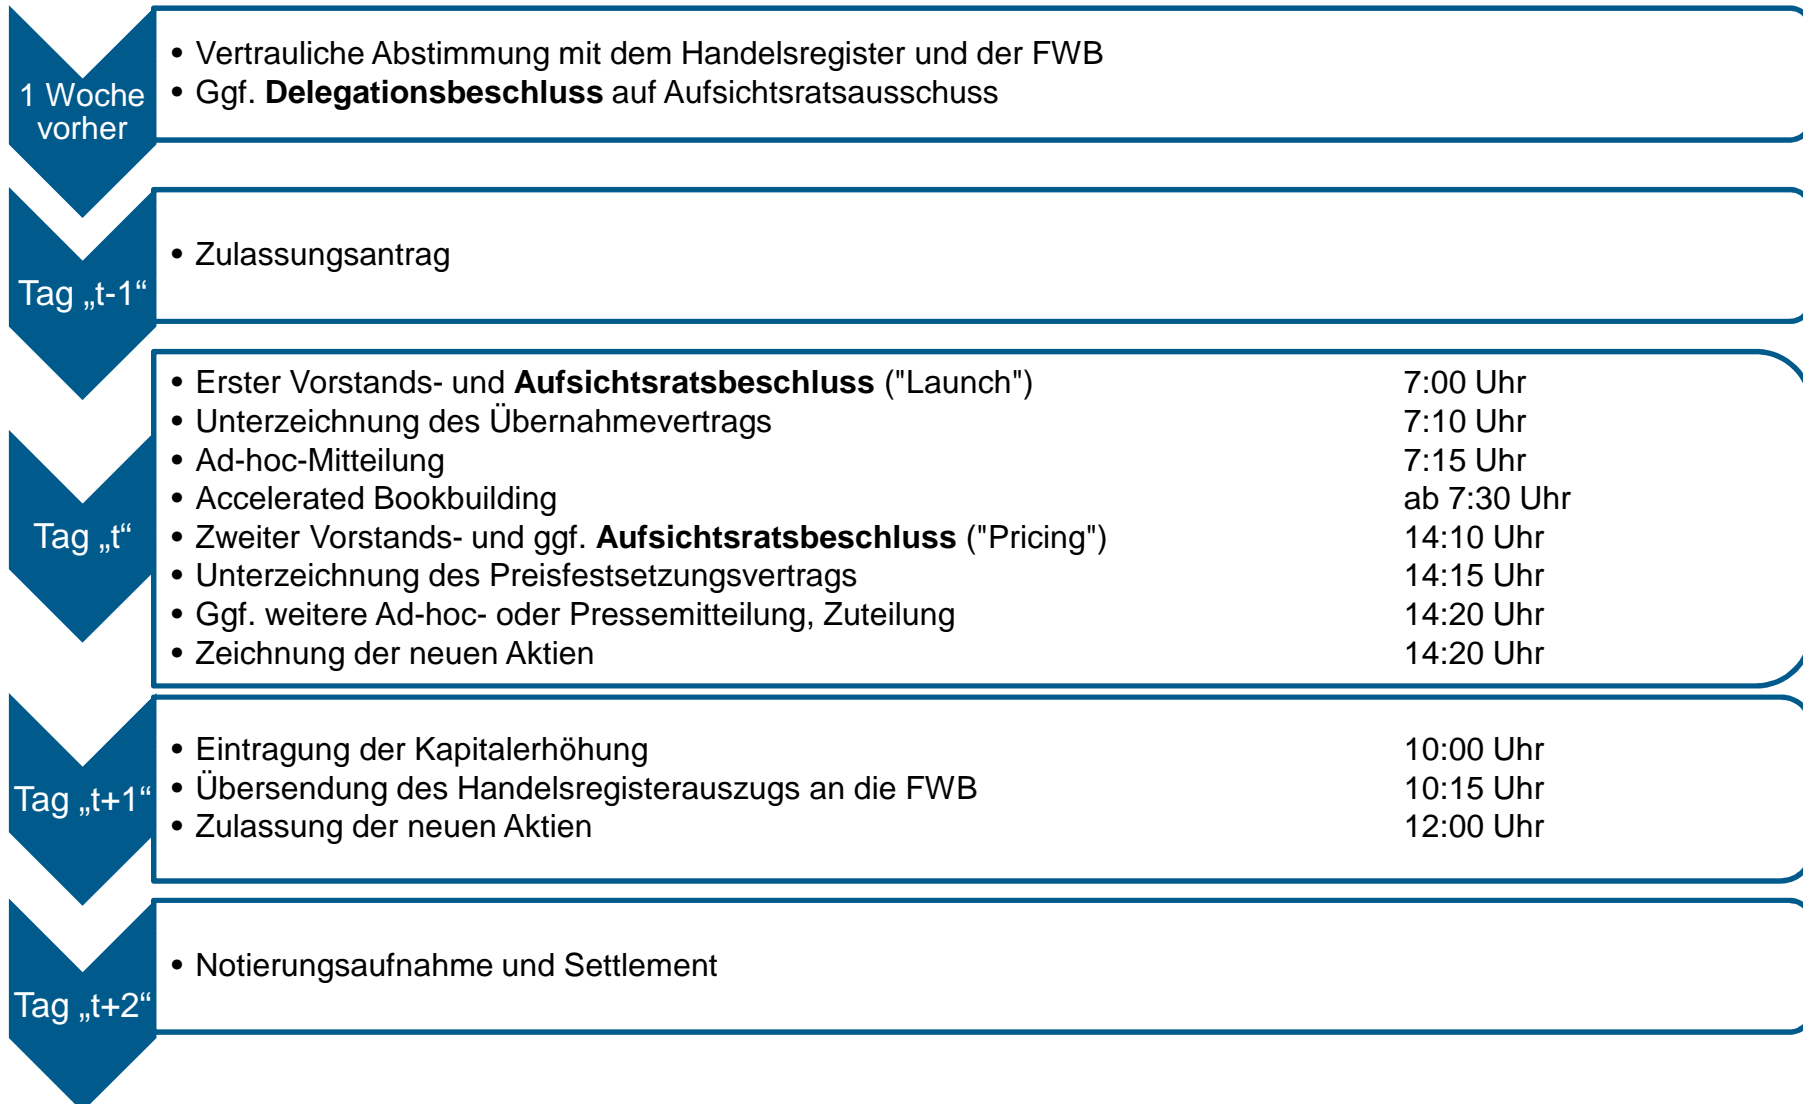 1 Woche
vorher
• Vertrauliche Abstimmung mit dem Handelsregister und der FWB
• Ggf. Delegationsbeschluss auf Aufsichtsratsausschuss
Tag „t-1“
• Zulassungsantrag
Tag „t“
• Erster Vorstands- und Aufsichtsratsbeschluss ("Launch") 7:00 Uhr
• Unterzeichnung des Übernahmevertrags 7:10 Uhr
• Ad-hoc-Mitteilung 7:15 Uhr
• Accelerated Bookbuilding ab 7:30 Uhr
• Zweiter Vorstands- und ggf. Aufsichtsratsbeschluss ("Pricing") 14:10 Uhr
• Unterzeichnung des Preisfestsetzungsvertrags 14:15 Uhr
• Ggf. weitere Ad-hoc- oder Pressemitteilung, Zuteilung 14:20 Uhr
• Zeichnung der neuen Aktien 14:20 Uhr
Tag „t+1“
• Eintragung der Kapitalerhöhung 10:00 Uhr
• Übersendung des Handelsregisterauszugs an die FWB 10:15 Uhr
• Zulassung der neuen Aktien 12:00 Uhr
Tag „t+2“
• Notierungsaufnahme und Settlement